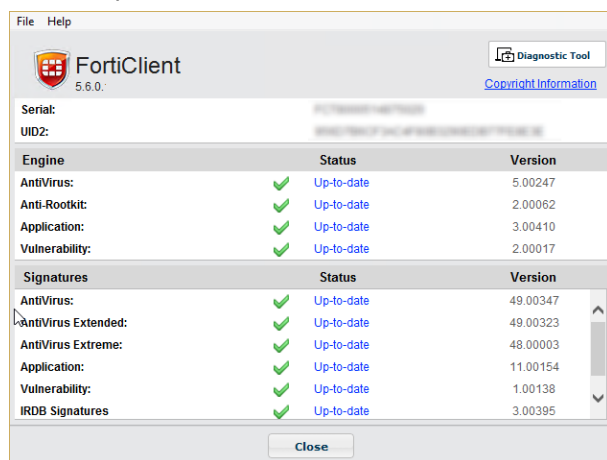 File Help
FortiClient
5.6.0.
Diagnostic Tool
Copyright Information
Serial:
UID2:
Engine Status Version
AntiVirus: Up-to-date 5.00247
Anti-Rootkit: Up-to-date 2.00062
Application: Up-to-date 3.00410
Vulnerability: Up-to-date 2.00017
Signatures Status Version
AntiVirus: Up-to-date 49.00347
AntiVirus Extended: Up-to-date 49.00323
AntiVirus Extreme: Up-to-date 48.00003
Application: Up-to-date 11.00154
Vulnerability: Up-to-date 1.00138
IRDB Signatures Up-to-date 3.00395
Close